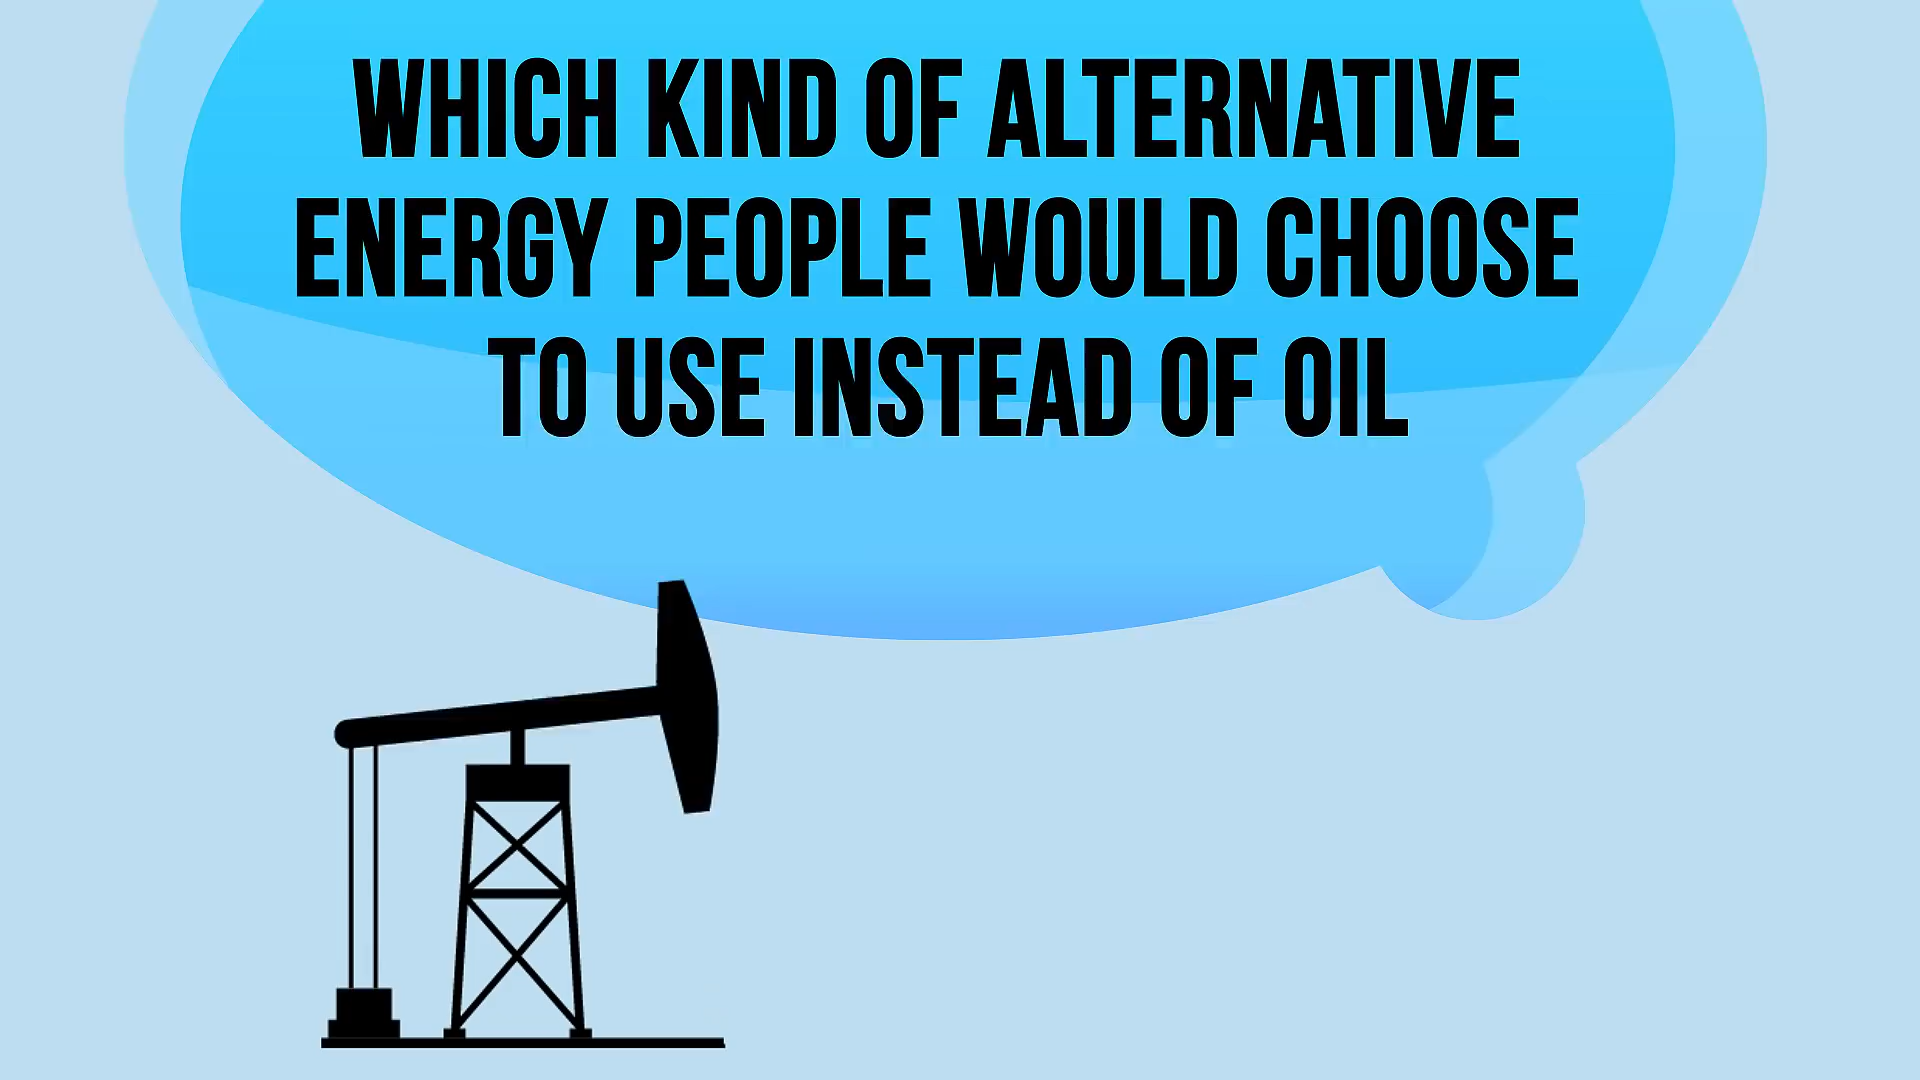 WHICH KIND OF ALTERNATIVE
ENERGY PEOPLE WOULD CHOOSE
TO USE INSTEAD OF OIL